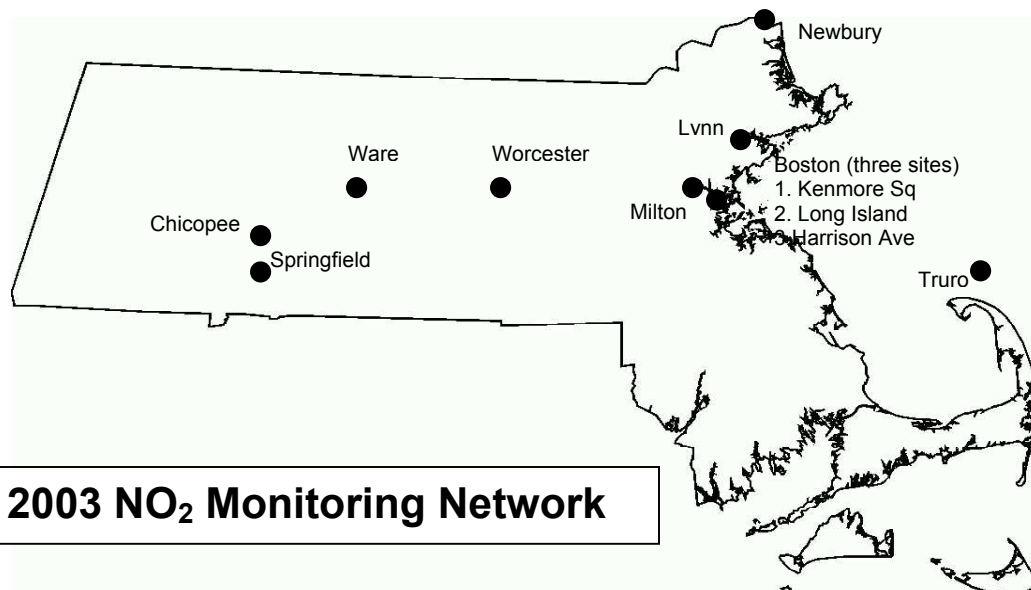 Newbury
Lvnn
Ware
Worcester
Boston (three sites)
1. Kenmore Sq
2. Long Island
3.Harrison Ave
Milton
Chicopee
Springfield
Truro
2003 NO₂ Monitoring Network